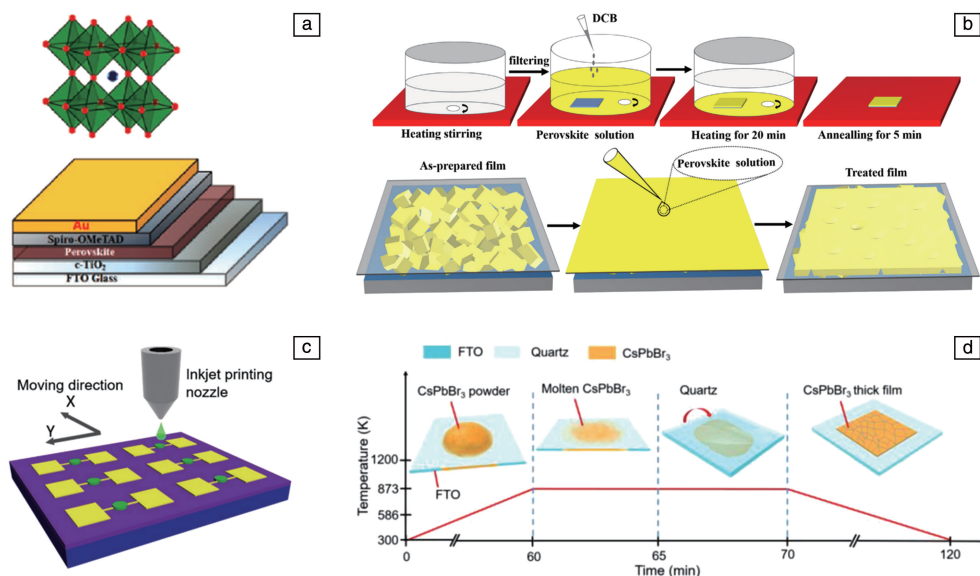 a
Au
Spiro-OMeTAD
Perovskite
c-TiO2
FTO Glass
b
DCB
filtering
Heating stirring
Perovskite solution
Heating for 20 min
Annealling for 5 min
As-prepared film
Perovskite solution
Treated film
c
Moving direction
X
Y
Inkjet printing
nozzle
d
FTO
Quartz
CsPbBr3
CsPbBr3 powder
Molten CsPbBr3
Quartz
CsPbBr3 thick film
FTO
Temperature (K)
1200
873
586
300
0
60
65
70
120
Time (min)